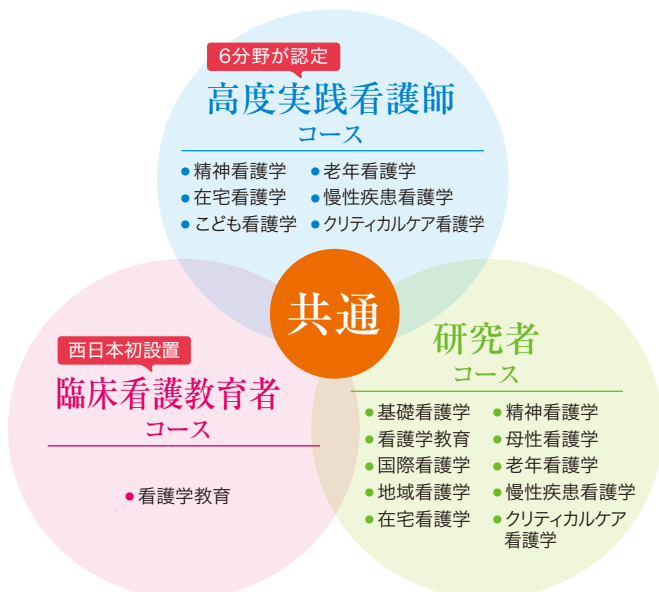 6分野が認定
高度実践看護師
コース
●精神看護学 ●老年看護学
●在宅看護学 ●慢性疾患看護学
●こども看護学 ●クリティカルケア看護学
共通
西日本初設置
臨床看護教育者
コース
●看護学教育
研究者
コース
●基礎看護学 ●精神看護学
●看護学教育 ●母性看護学
●国際看護学 ●老年看護学
●地域看護学 ●慢性疾患看護学
●在宅看護学 ●クリティカルケア
看護学